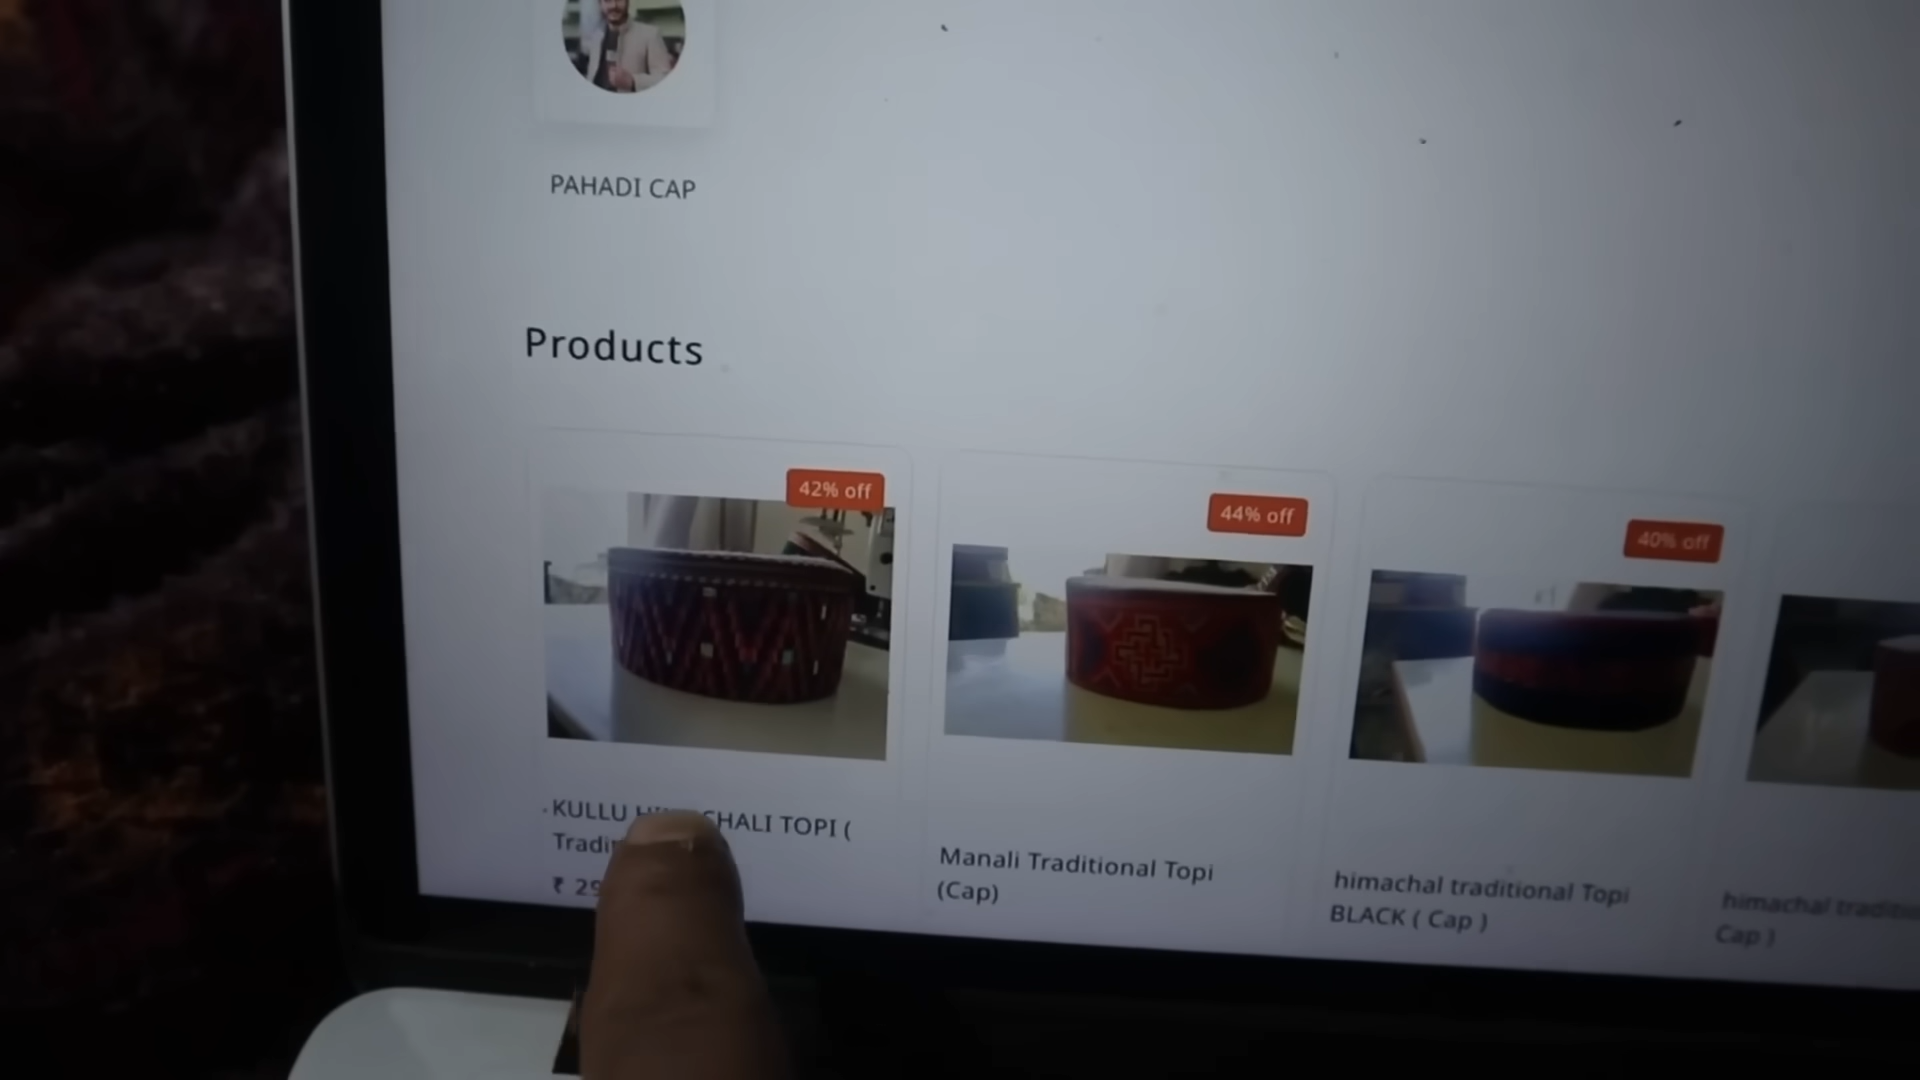 PAHADI CAP
Products
42% off
44% off
40% off
KULLU CHALI TOPI (
₹ 29
Manali Traditional Topi
(Cap)
himachal traditional Topi
BLACK ( Cap )
himachal
Cap )